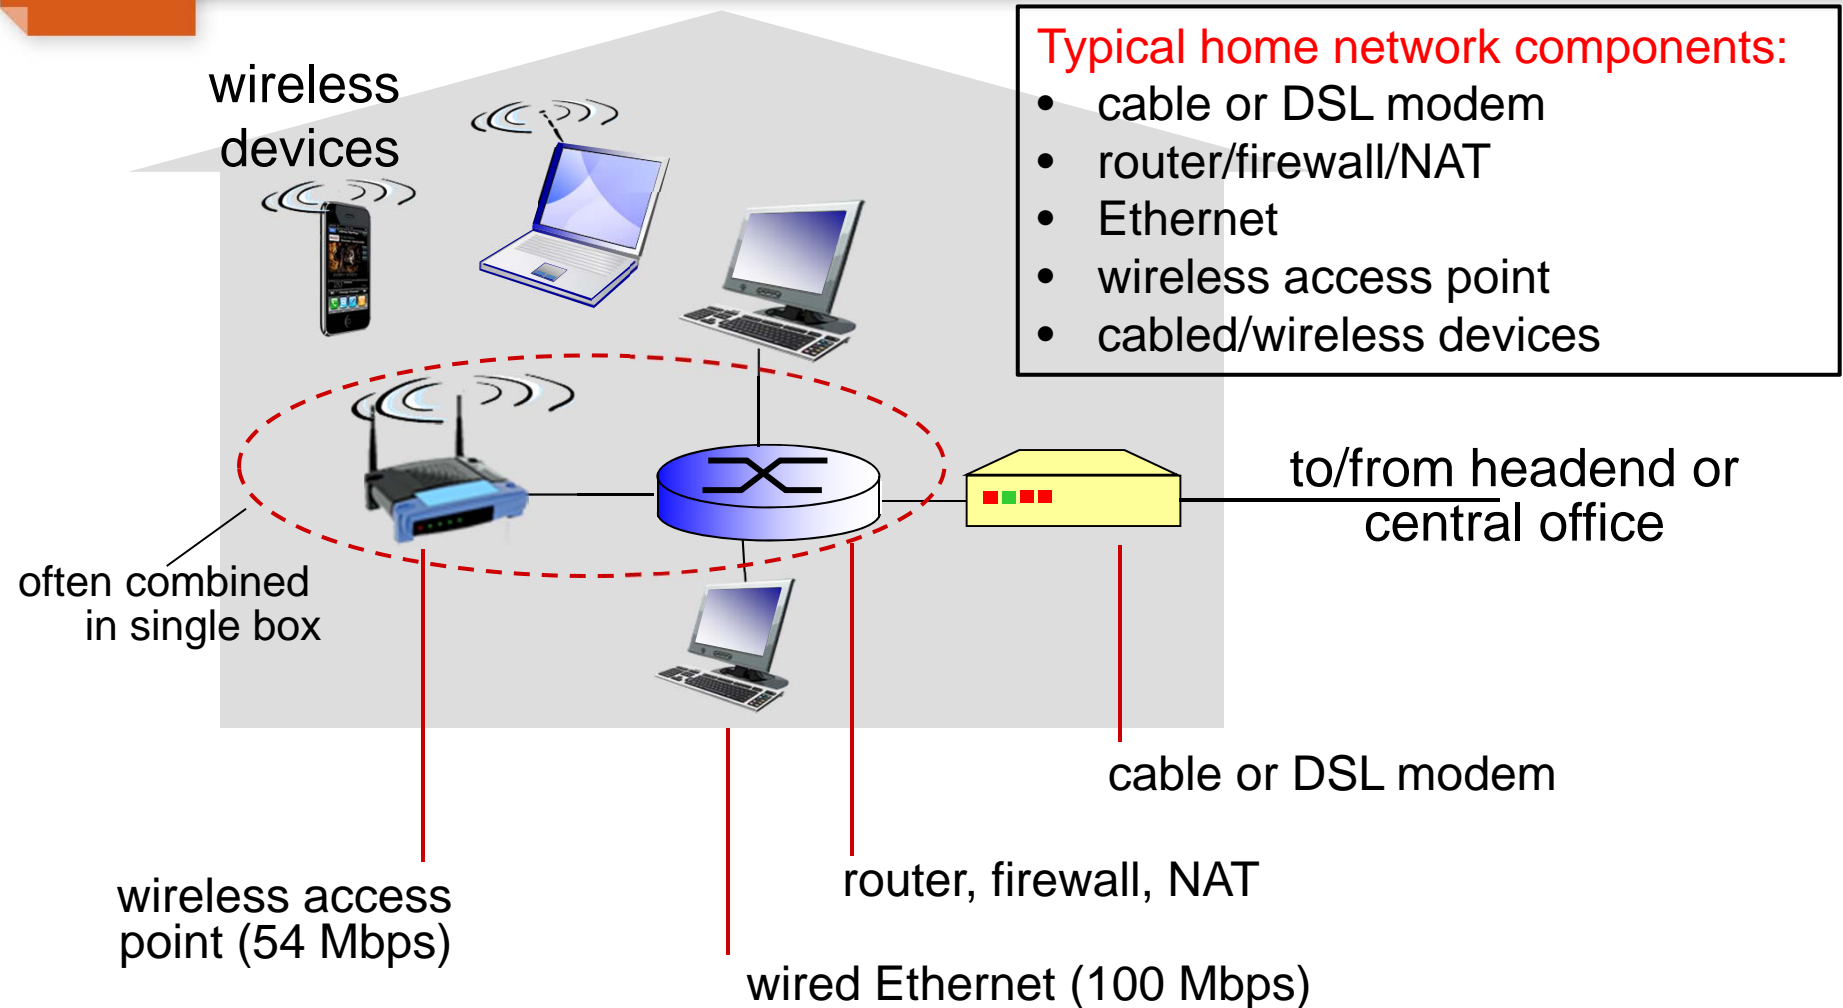 wireless
devices
Typical home network components:
• cable or DSL modem
• router/firewall/NAT
• Ethernet
• wireless access point
• cabled/wireless devices
to/from headend or
central office
often combined
in single box
cable or DSL modem
router, firewall, NAT
wireless access
point (54 Mbps)
wired Ethernet (100 Mbps)